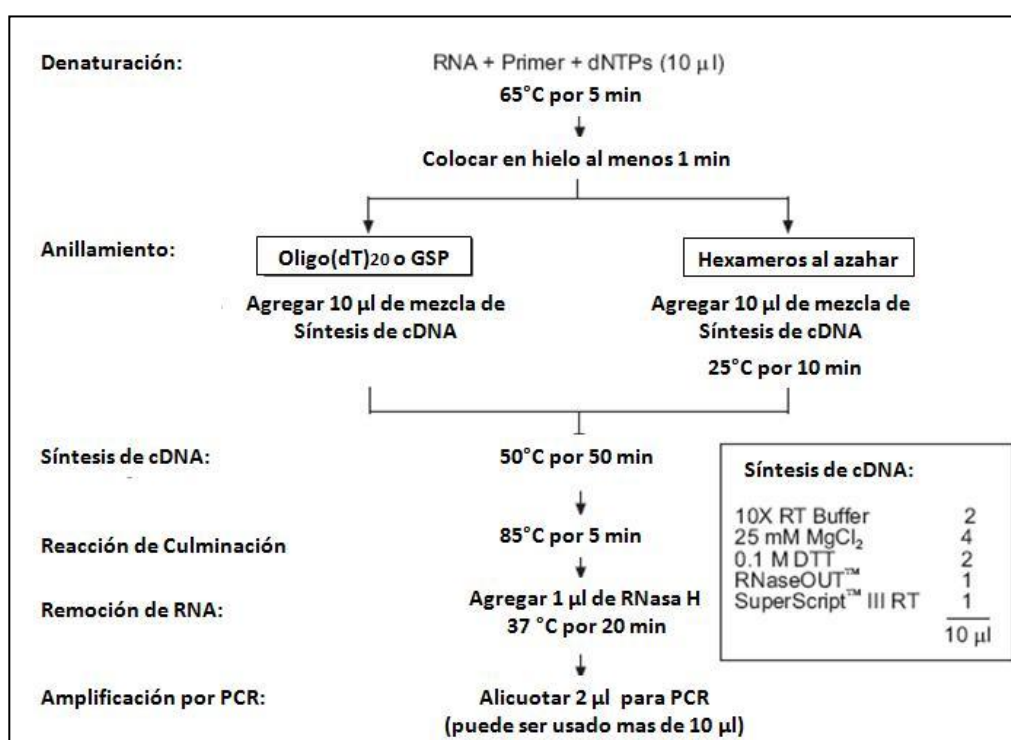 Denaturación:
RNA + Primer + dNTPs (10 µl)
65°C por 5 min
Colocar en hielo al menos 1 min
Anillamiento:
Oligo(dT)20 o GSP
Hexameros al azahar
Agregar 10 µl de mezcla de
Síntesis de cDNA
Agregar 10 µl de mezcla de
Síntesis de cDNA
25°C por 10 min
Síntesis de cDNA:
50°C por 50 min
Reacción de Culminación
85°C por 5 min
Remoción de RNA:
Agregar 1 µl de RNasa H
37 °C por 20 min
Amplificación por PCR:
Alicuotar 2 µl para PCR
(puede ser usado mas de 10 µl)
Síntesis de cDNA:
10X RT Buffer 2
25 mM MgCl2 4
0.1 M DTT 2
RNaseOUT™ 1
SuperScript™ III RT 1
10 µl